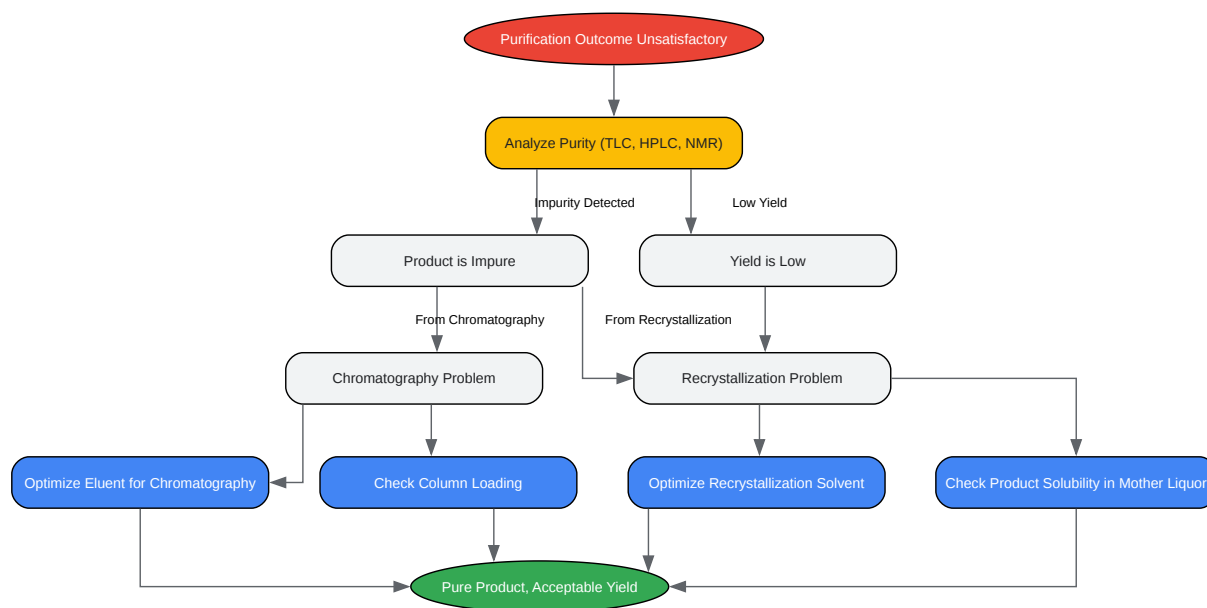 Purification Outcome Unsatisfactory
Analyze Purity (TLC, HPLC, NMR)
Impurity Detected
Low Yield
Product is Impure
Yield is Low
From Chromatography
From Recrystallization
Chromatography Problem
Recrystallization Problem
Optimize Eluent for Chromatography
Check Column Loading
Optimize Recrystallization Solvent
Check Product Solubility in Mother Liquor
Pure Product, Acceptable Yield